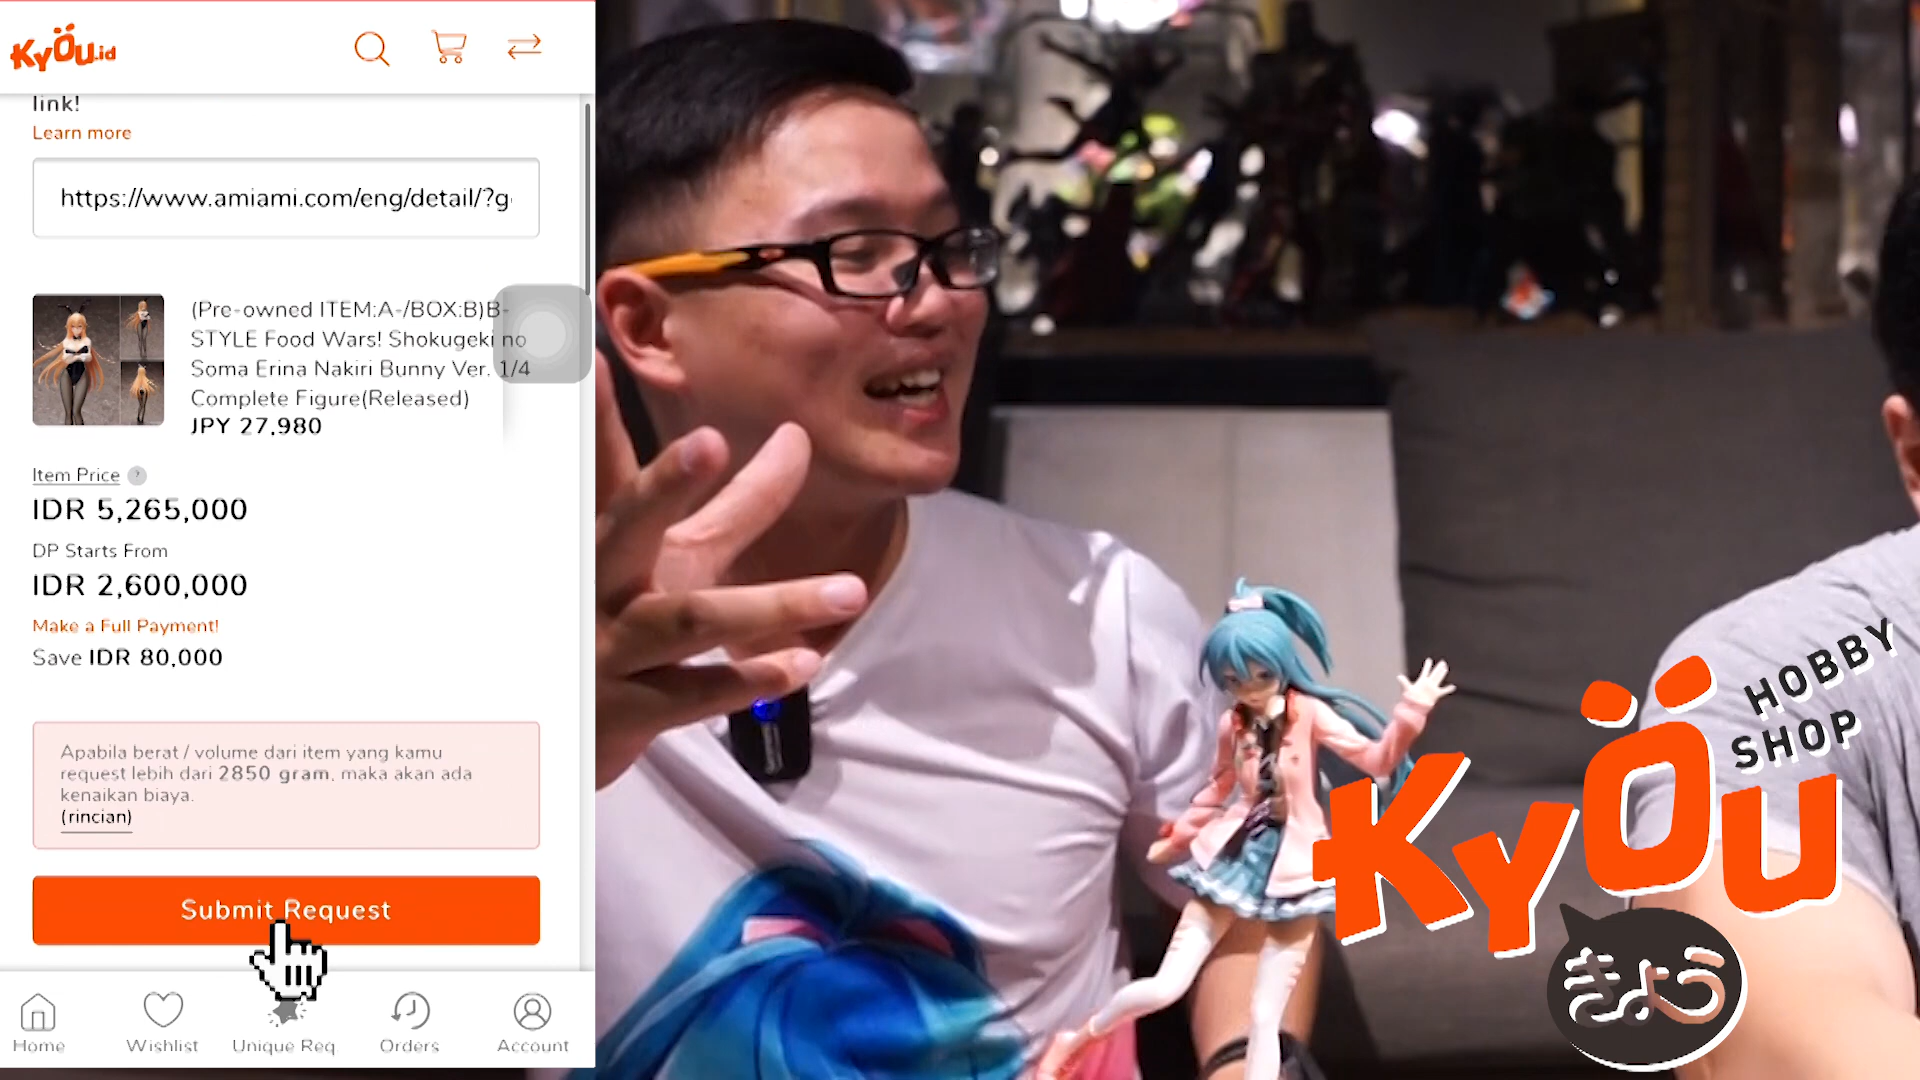 Kyou.id
link!
Learn more
https://www.amiami.com/eng/detail/?g
(Pre-owned ITEM:A-/BOX:B)B-
STYLE Food Wars! Shokugeki no
Soma Erina Nakiri Bunny Ver. 1/4
Complete Figure(Released)
JPY 27,980
Item Price ?
IDR 5,265,000
DP Starts From
IDR 2,600,000
Make a Full Payment!
Save IDR 80,000
Apabila berat / volume dari item yang kamu
request lebih dari 2850 gram, maka akan ada
kenaikan biaya.
(rincian)
Submit Request
Home
Wishlist
Unique Req.
Orders
Account
HOBBY
SHOP
KYOU
きょう